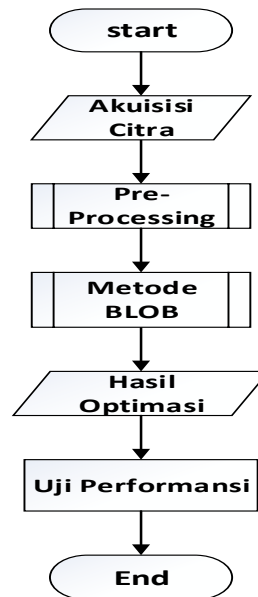 start
Akuisisi
Citra
Pre-
Processing
Metode
BLOB
Hasil
Optimasi
Uji Performansi
End